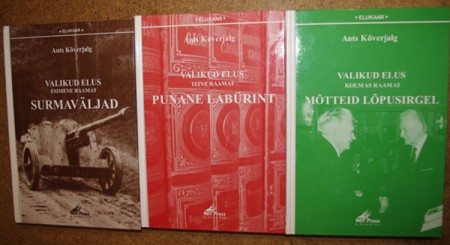 • ELUKAAR •
Ants Kõverjalg
VALIKUD ELUS
ESIMENE RAAMAT
SURMAVÄLJAD
• ELUKAAR •
Ants Kõverjalg
VALIKUD ELUS
TEINE RAAMAT
PUNANE LABÜRINT
• ELUKAAR •
Ants Kõverjalg
VALIKUD ELUS
KOLMAS RAAMAT
MÕTTEID LÕPUSIRGEL